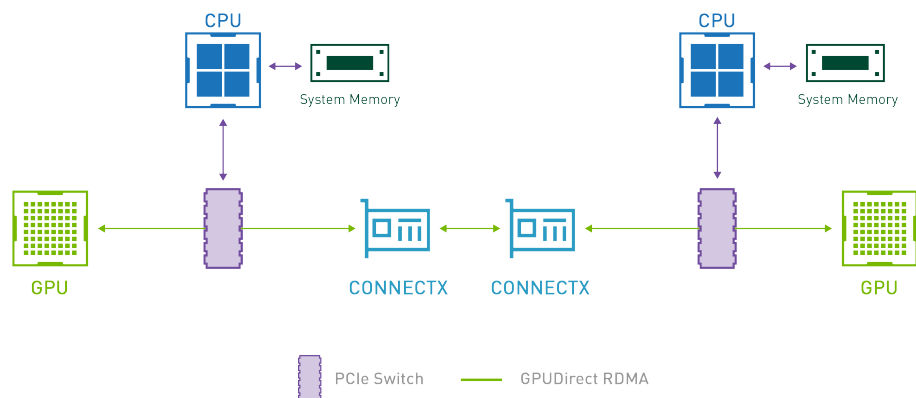 CPU
CPU
System Memory
System Memory
GPU
CONNECTX
CONNECTX
GPU
PCIe Switch
GPUDirect RDMA